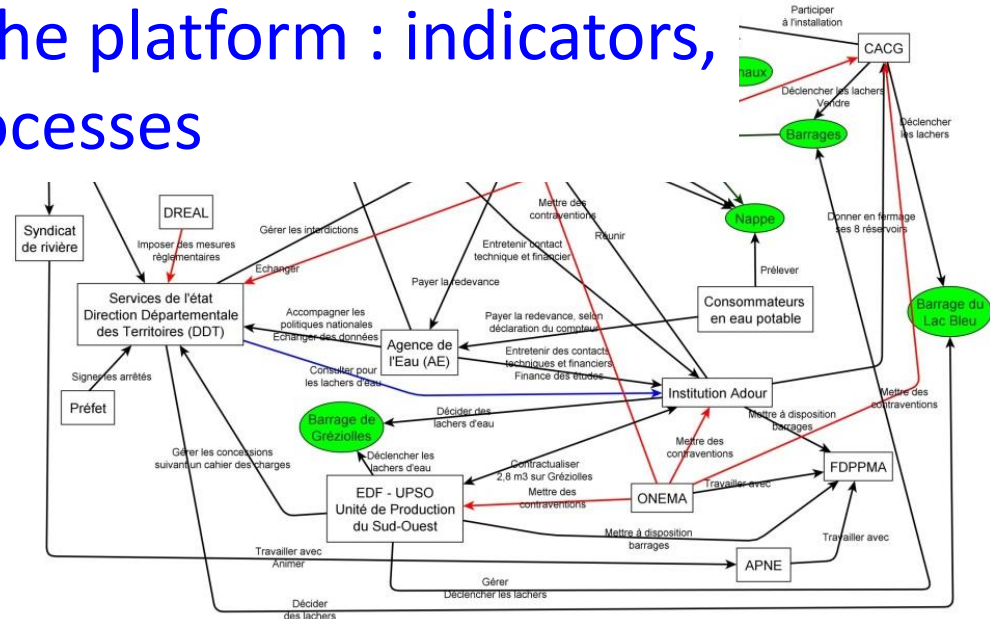 he platform : indicators,
ocesses
Participer
à l'installation
CACG
naux
Déclencher les lachers
Vendre
Barrages
Déclencher
les lachers
DREAL
Syndicat
de rivière
Gérer les interdictions
Imposer des mesures
règlementaires
Echanger
Mettre des
contraventions
Entretenir contact
technique et financier
Réunir
Nappe
Donner en fermage
ses 8 réservoirs
Payer la redevance
Prélever
Services de l'état
Direction Départementale
des Territoires (DDT)
Consommateurs
en eau potable
Barrage du
Lac Bleu
Accompagner les
politiques nationales
Echanger des données
Agence de
l'Eau (AE)
Payer la redevance, selon
déclaration du compteur
Entretenir des contacts
techniques et financiers
Finance des études
Signer les arrêtés
Préfet
Consulter pour
les lachers d'eau
Institution Adour
Mettre des
contraventions
Barrage de
Gréziolles
Décider des
lachers d'eau
Mettre à disposition
barrages
Gérer les concessions
suivant un cahier des charges
Déclencher les
lachers d'eau
Mettre des
contraventions
Contractualiser
2,8 m3 sur Gréziolles
FDPPMA
EDF - UPSO
Unité de Production
du Sud-Ouest
Mettre des
contraventions
ONEMA
Travailler avec
Mettre à disposition
barrages
Travailler avec
Travailler avec
Animer
APNE
Gérer
Déclencher les lachers
Décider
des lachers